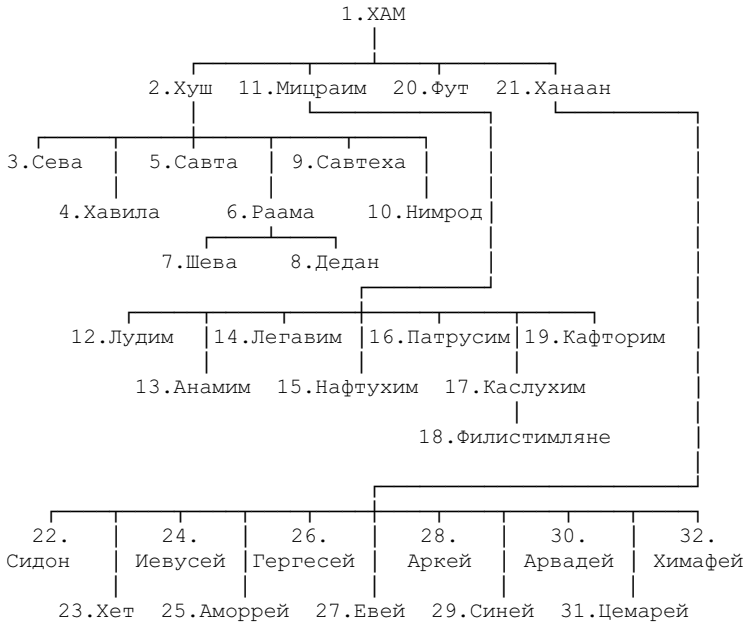 1.ХАМ
2.Хуш 11.Мицраим 20.Фут 21.Ханаан
3.Сева 5.Савта 9.Савтеха
4.Хавила 6.Раама 10.Нимрод
7.Шева 8.Дедан
12.Лудим 14.Легавим 16.Патрусим 19.Кафторим
13.Анамим 15.Нафтухим 17.Каслухим
18.Филистимляне
22. 24. 26. 28. 30. 32.
Сидон Иевусей Гергесей Аркей Арвадей Химафей
23.Хет 25.Аморрей 27.Евей 29.Синей 31.Цемарей